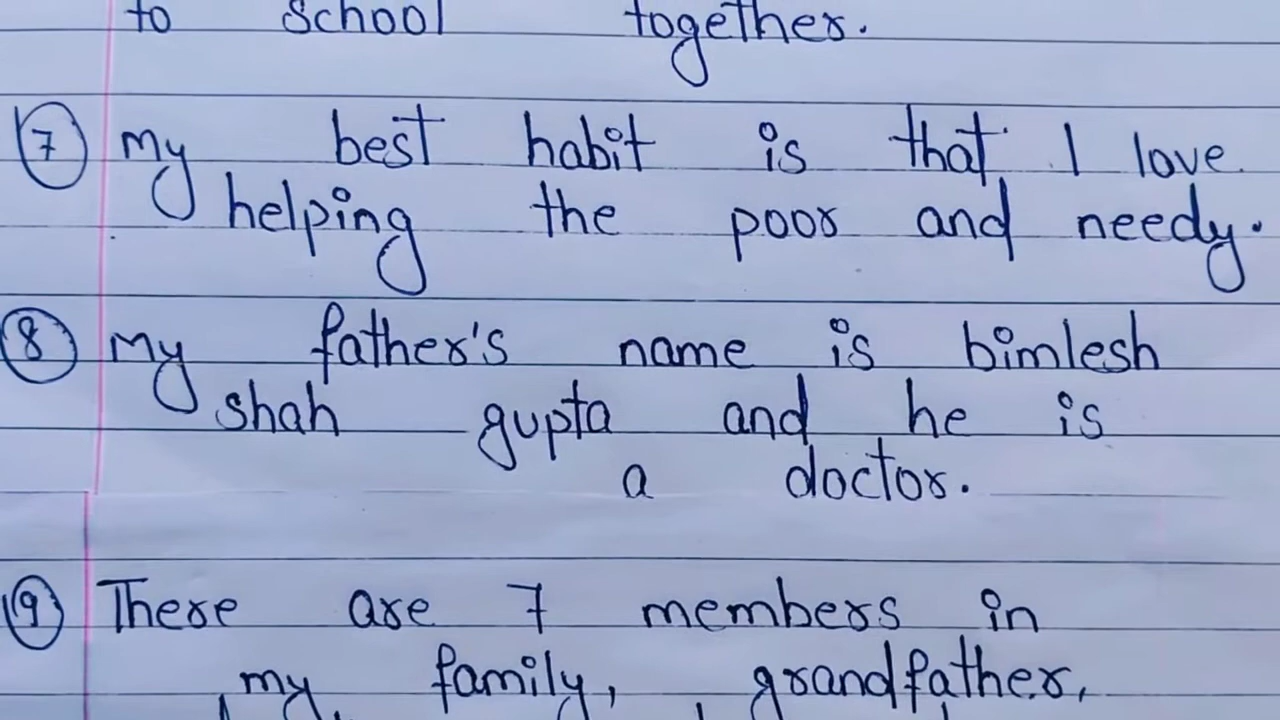 to school together.
7 My best habit is that I love
helping the poor and needy.
8 My father's name is bimlesh
shah gupta and he is
a doctor.
9 There are 7 members in
my family, grandfather,